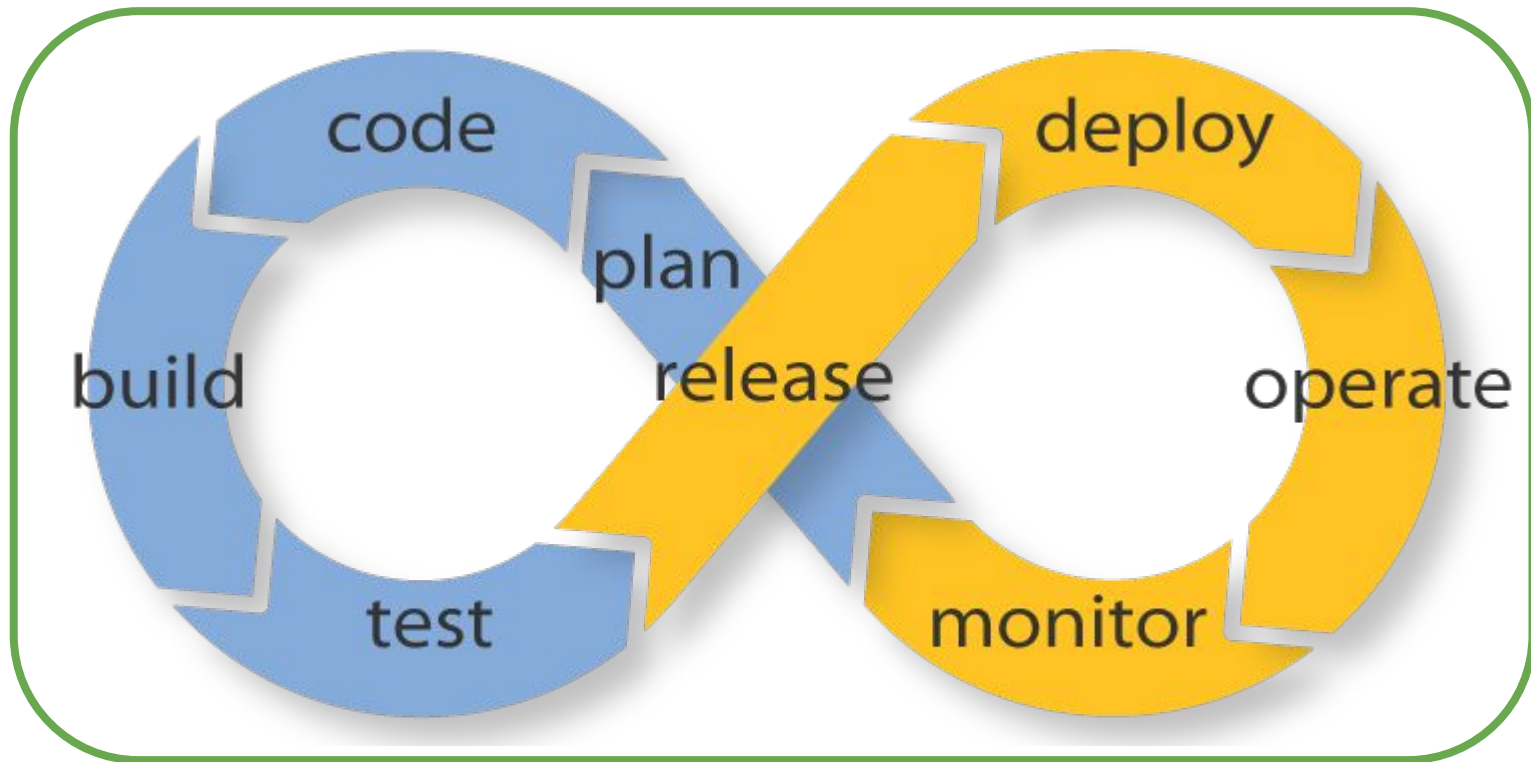 code
deploy
plan
build
release
operate
test
monitor